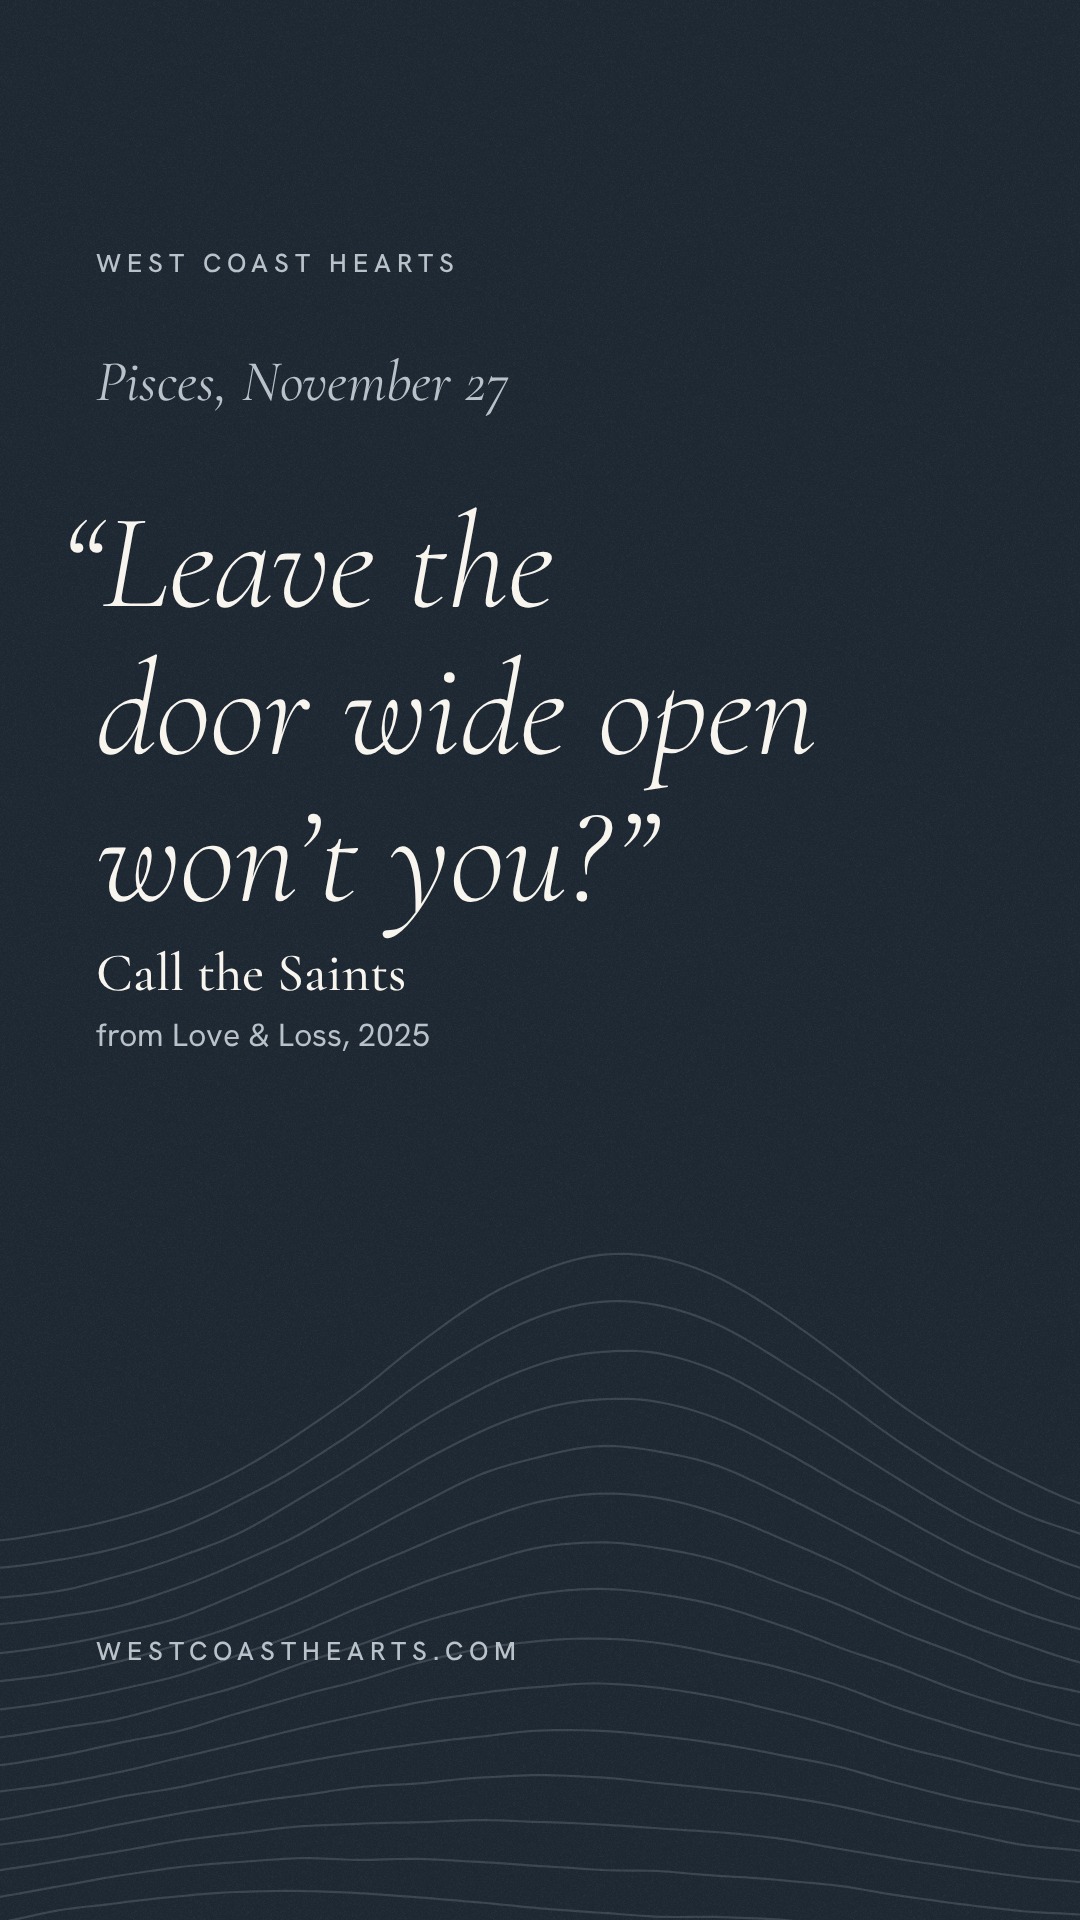 WEST COAST HEARTS
Pisces, November 27
“Leave the
door wide open
won’t you?”
Call the Saints
from Love & Loss, 2025
WESTCOASTHEARTS.COM